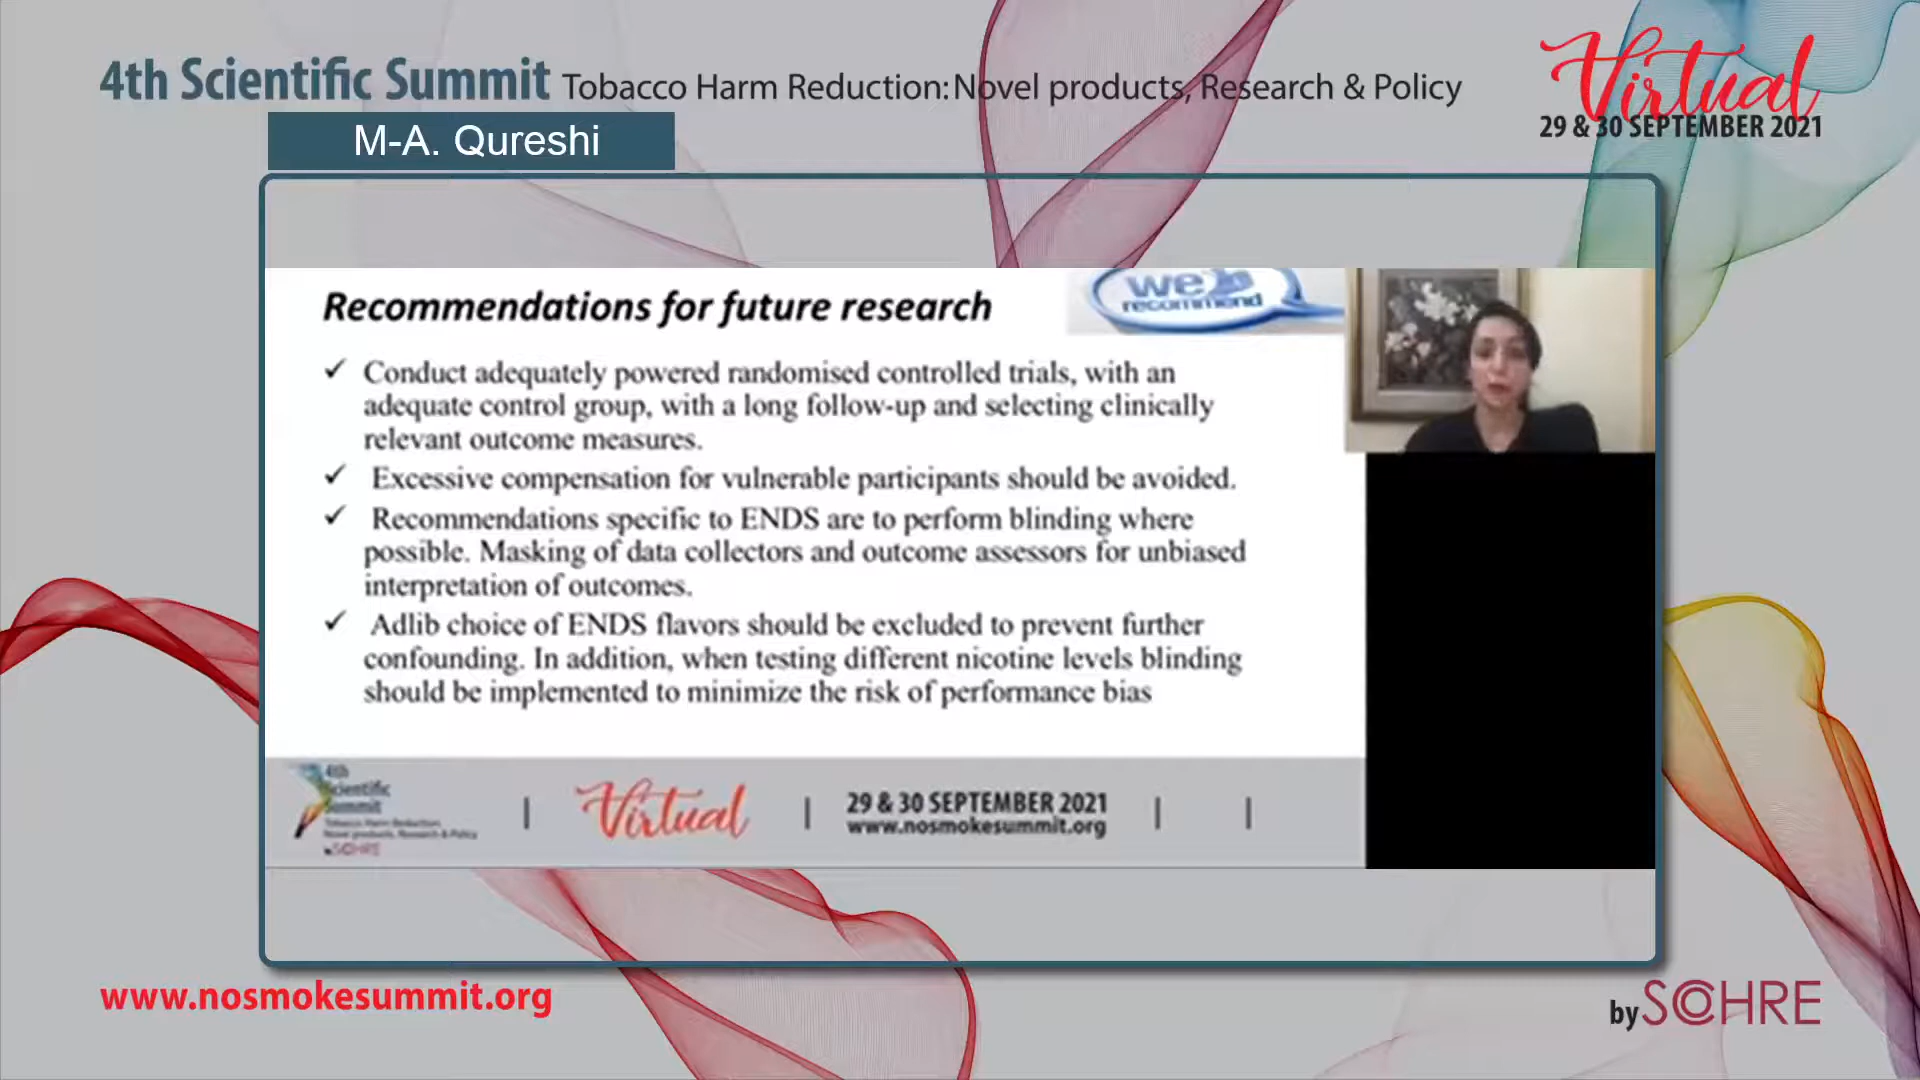 4th Scientific Summit Tobacco Harm Reduction: Novel products, Research & Policy
Virtual
29 & 30 SEPTEMBER 2021
M-A. Qureshi
Recommendations for future research
we
recommend
✓ Conduct adequately powered randomised controlled trials, with an
adequate control group, with a long follow-up and selecting clinically
relevant outcome measures.
✓ Excessive compensation for vulnerable participants should be avoided.
✓ Recommendations specific to ENDS are to perform blinding where
possible. Masking of data collectors and outcome assessors for unbiased
interpretation of outcomes.
✓ Adlib choice of ENDS flavors should be excluded to prevent further
confounding. In addition, when testing different nicotine levels blinding
should be implemented to minimize the risk of performance bias
4th
Scientific
Summit
Tobacco Harm Reduction:
Novel products, Research & Policy
by SCOHRE
Virtual
29 & 30 SEPTEMBER 2021
www.nosmokesummit.org
www.nosmokesummit.org
by SCOHRE